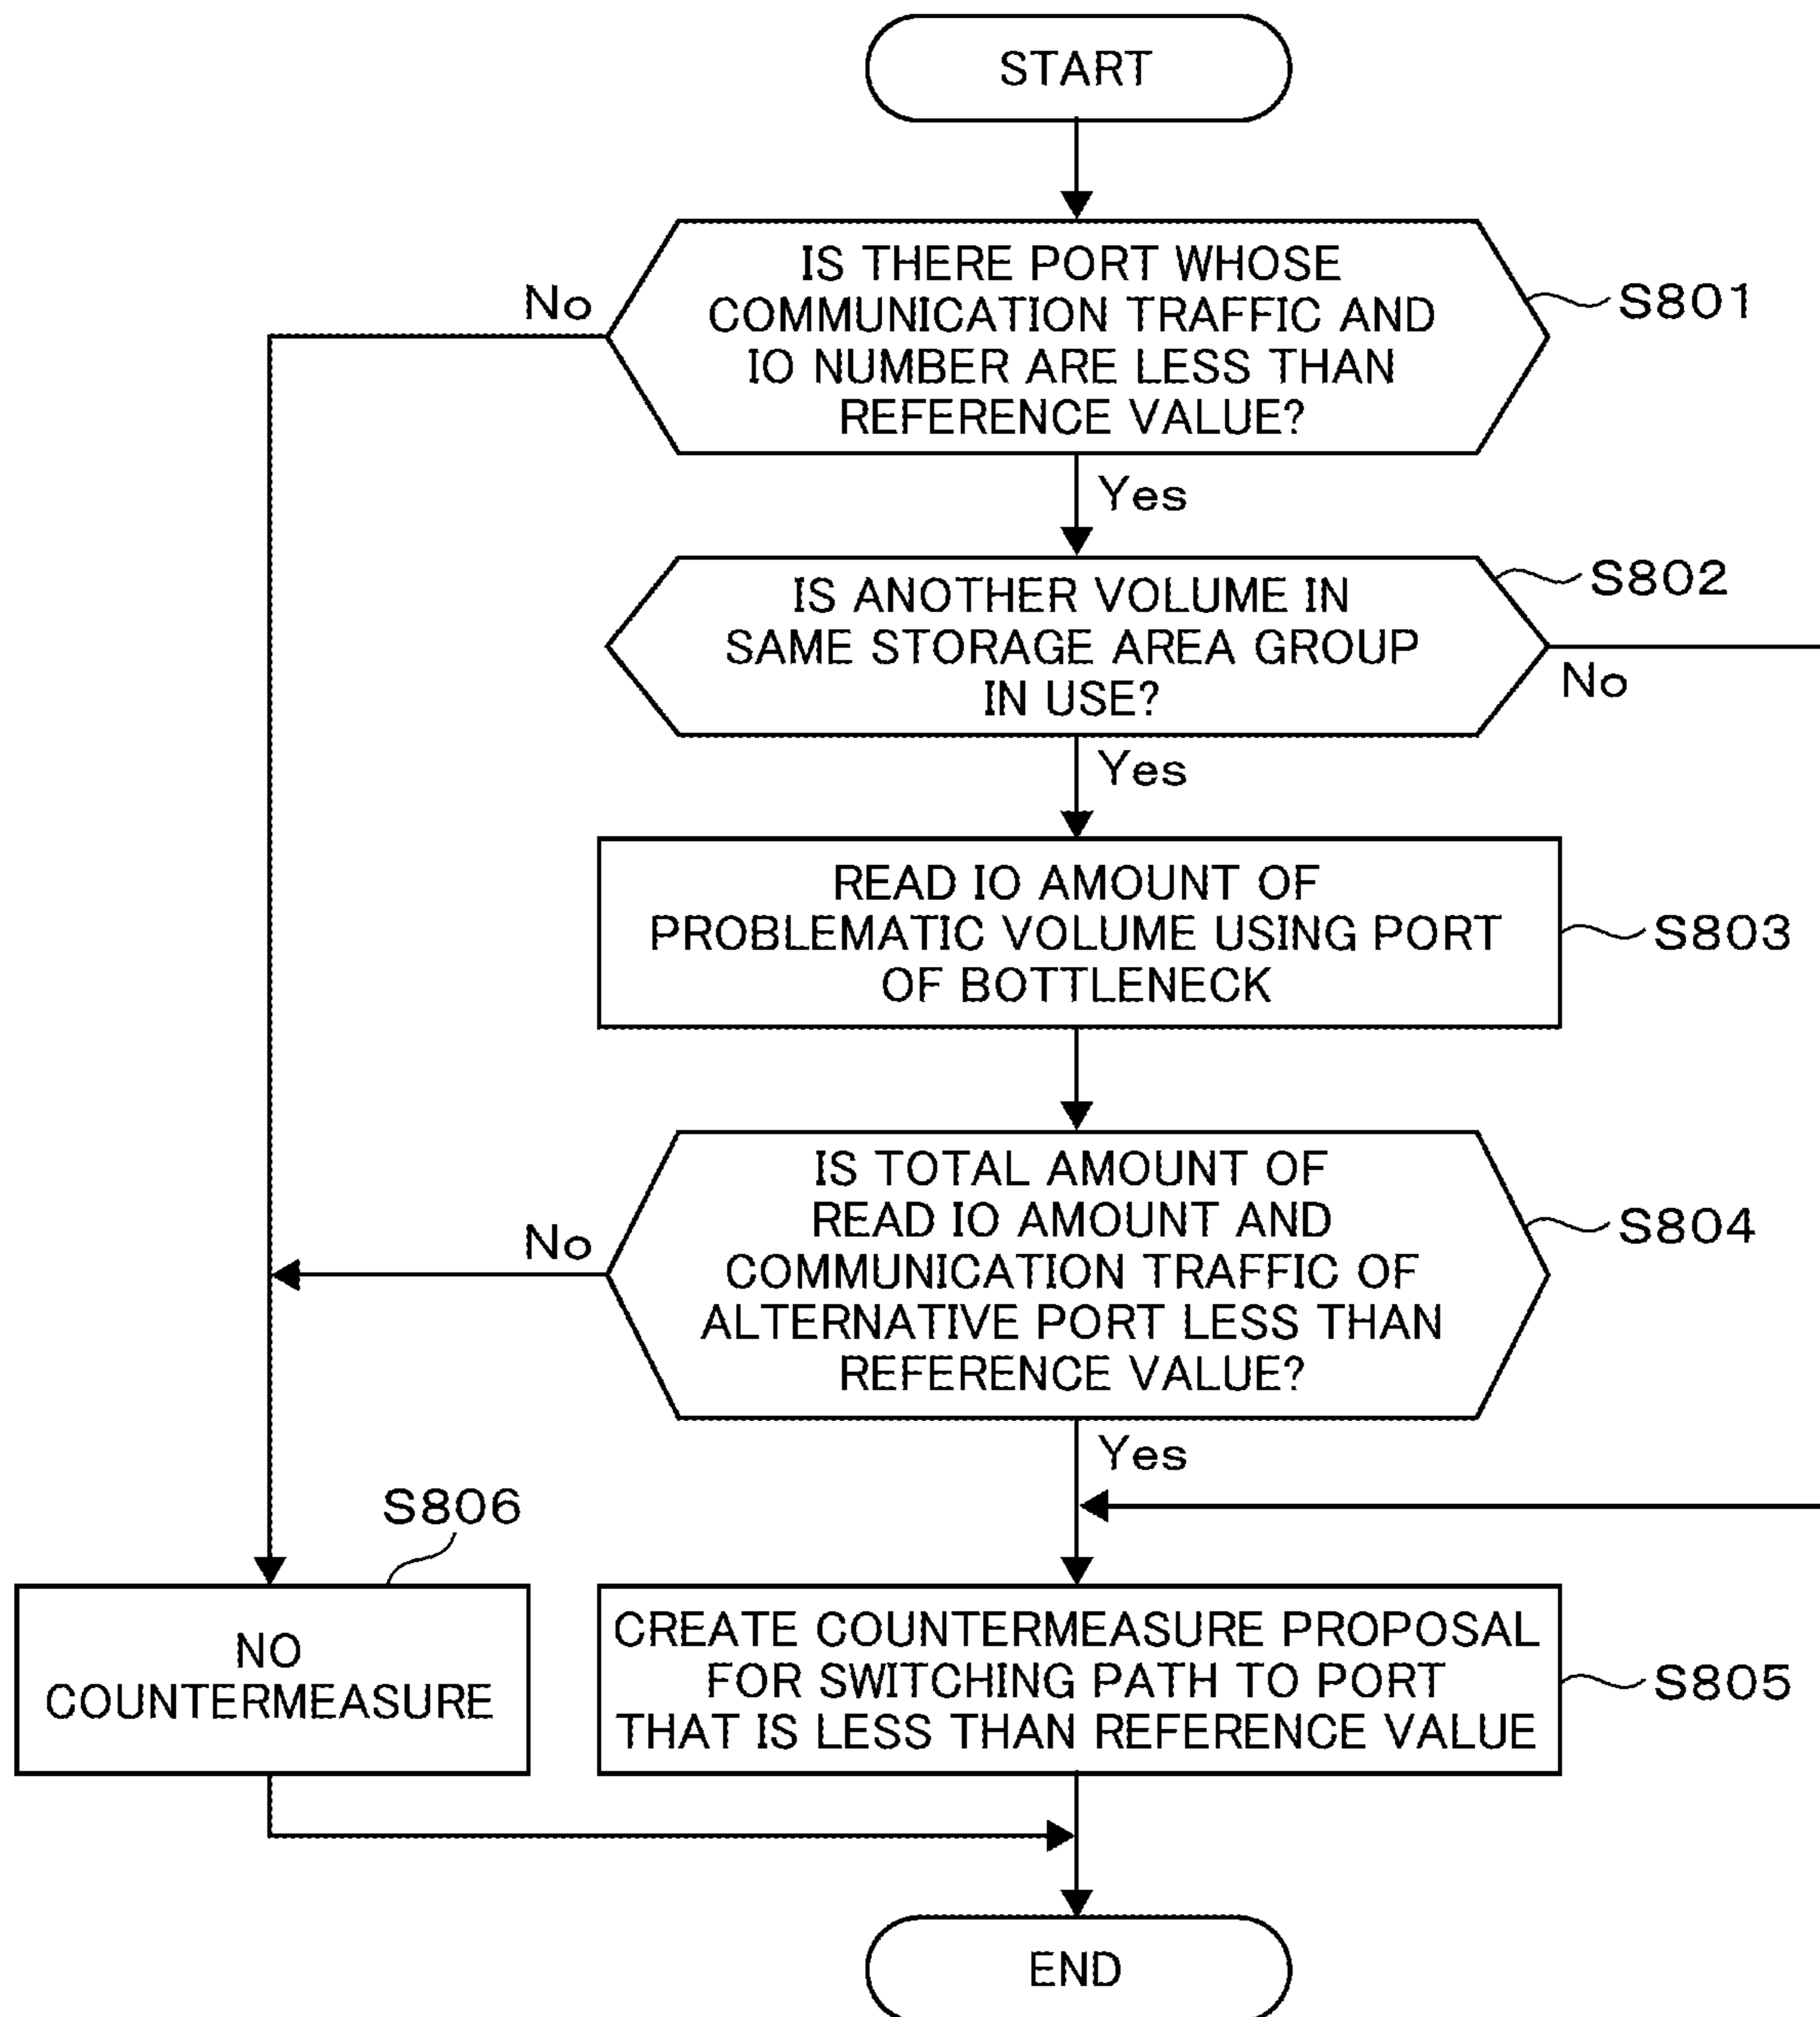 START
IS THERE PORT WHOSE
COMMUNICATION TRAFFIC AND
IO NUMBER ARE LESS THAN
REFERENCE VALUE?
S801
No
Yes
IS ANOTHER VOLUME IN
SAME STORAGE AREA GROUP
IN USE?
S802
No
Yes
READ IO AMOUNT OF
PROBLEMATIC VOLUME USING PORT
OF BOTTLENECK
S803
IS TOTAL AMOUNT OF
READ IO AMOUNT AND
COMMUNICATION TRAFFIC OF
ALTERNATIVE PORT LESS THAN
REFERENCE VALUE?
S804
No
Yes
S806
NO
COUNTERMEASURE
CREATE COUNTERMEASURE PROPOSAL
FOR SWITCHING PATH TO PORT
THAT IS LESS THAN REFERENCE VALUE
S805
END